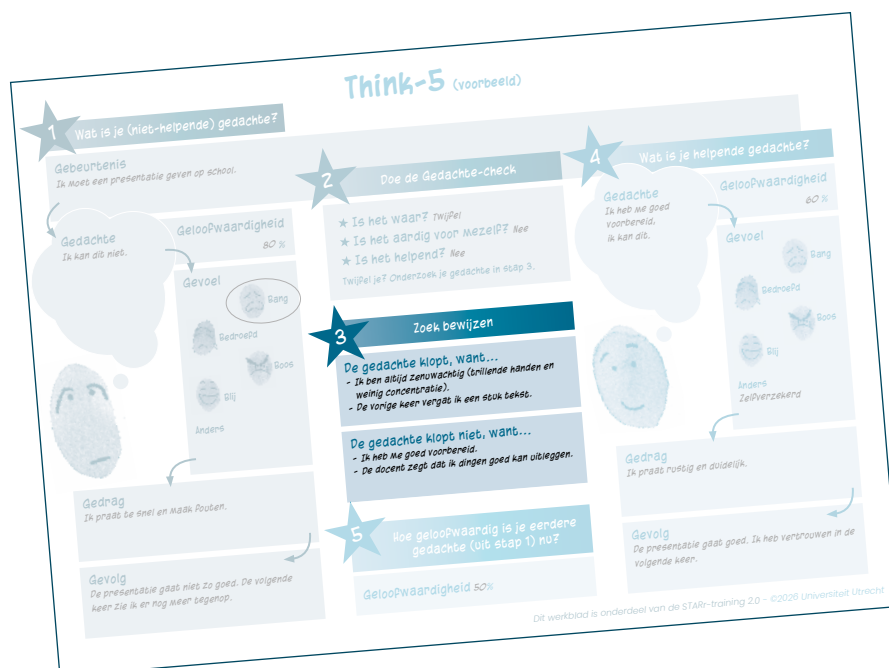 Think-5 (voorbeeld)
1 Wat is je (niet-helpende) gedachte?
Gebeurtenis
Ik moet een presentatie geven op school.
Gedachte
Ik kan dit niet.
Geloofwaardigheid
80 %
Gevoel
Bang
Bedroefd
Boos
Blij
Anders
Gedrag
Ik praat te snel en maak fouten.
Gevolg
De presentatie gaat niet zo goed. De volgende
keer zie ik er nog meer tegenop.
2 Doe de Gedachte-check
★ Is het waar? Twijfel
★ Is het aardig voor mezelf? Nee
★ Is het helpend? Nee
Twijfel je? Onderzoek je gedachte in stap 3.
3 Zoek bewijzen
De gedachte klopt, want...
- Ik ben altijd zenuwachtig (trillende handen en
weinig concentratie).
- De vorige keer vergat ik een stuk tekst.
De gedachte klopt niet, want...
- Ik heb me goed voorbereid.
- De docent zegt dat ik dingen goed kan uitleggen.
4 Wat is je helpende gedachte?
Gedachte
Ik heb me goed
voorbereid,
ik kan dit.
Geloofwaardigheid
60 %
Gevoel
Bang
Bedroefd
Boos
Blij
Anders
Zelfverzekerd
Gedrag
Ik praat rustig en duidelijk.
Gevolg
De presentatie gaat goed. Ik heb vertrouwen in de
volgende keer.
5 Hoe geloofwaardig is je eerdere
gedachte (uit stap 1) nu?
Geloofwaardigheid 50%
Dit werkblad is onderdeel van de STARr-training 2.0 - ©2026 Universiteit Utrecht